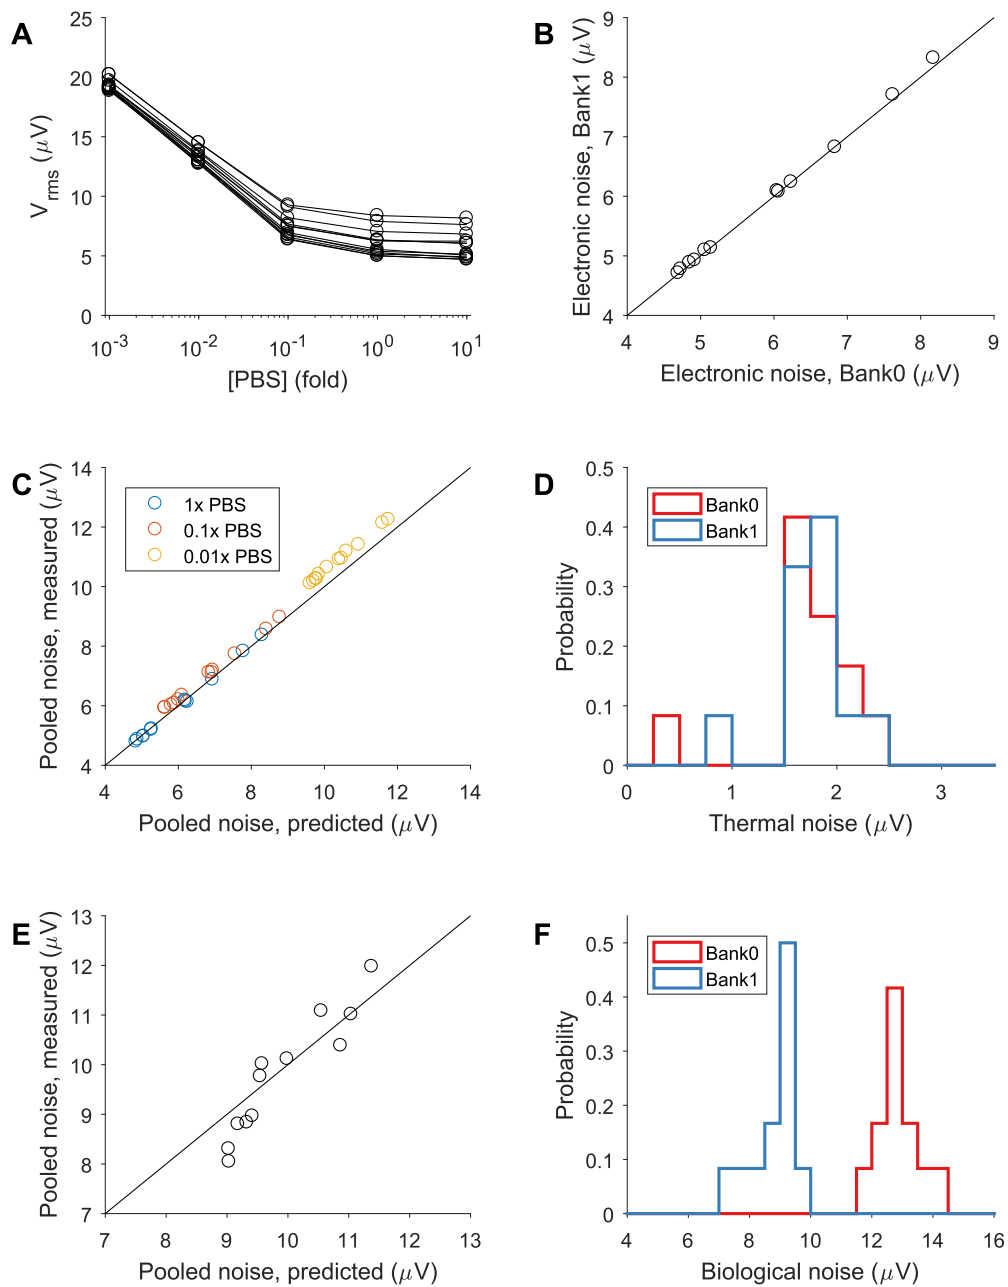 A
V_rms (μV)
25
20
15
10
5
0
10^-3 10^-2 10^-1 10^0 10^1
[PBS] (fold)
B
Electronic noise, Bank1 (μV)
9
8
7
6
5
4
4 5 6 7 8 9
Electronic noise, Bank0 (μV)
C
Pooled noise, measured (μV)
14
12
10
8
6
4
1x PBS
0.1x PBS
0.01x PBS
4 6 8 10 12 14
Pooled noise, predicted (μV)
D
Probability
0.5
0.4
0.3
0.2
0.1
0
Bank0
Bank1
0 1 2 3
Thermal noise (μV)
E
Pooled noise, measured (μV)
13
12
11
10
9
8
7
7 8 9 10 11 12 13
Pooled noise, predicted (μV)
F
Probability
0.5
0.4
0.3
0.2
0.1
0
Bank0
Bank1
4 6 8 10 12 14 16
Biological noise (μV)